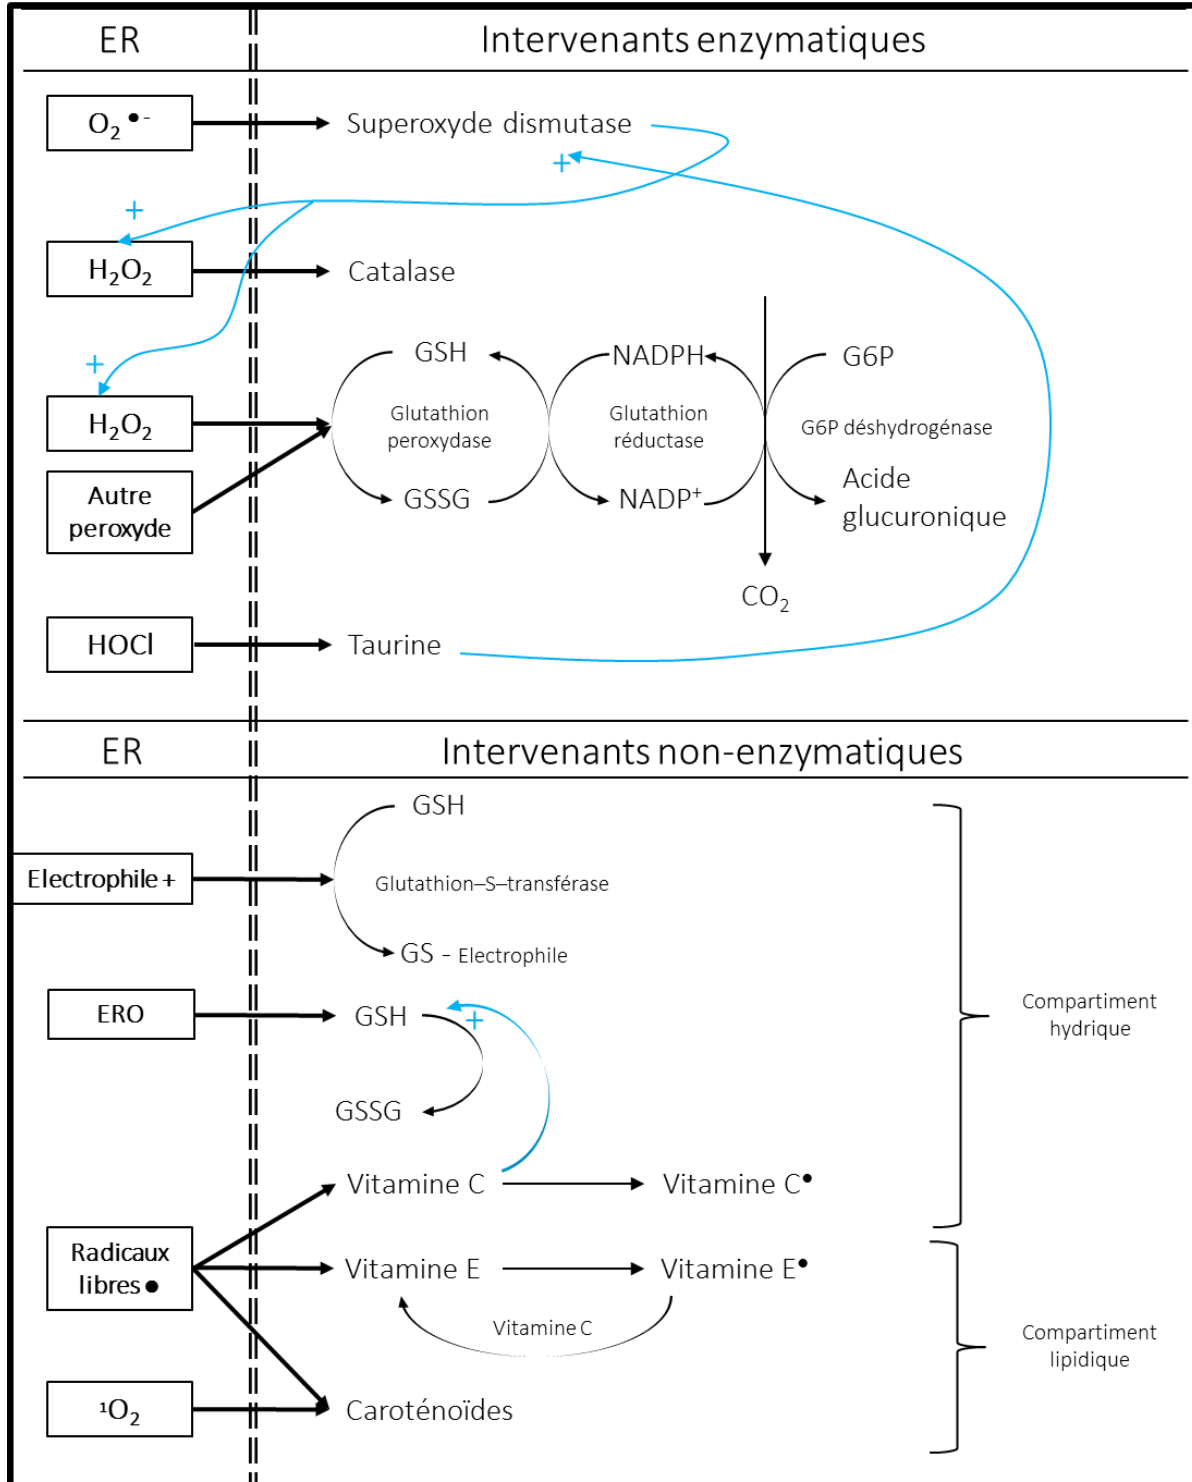 ER
Intervenants enzymatiques
O₂ •-
Superoxyde dismutase
+
+
H₂O₂
Catalase
+
GSH
NADPH
G6P
H₂O₂
Glutathion
peroxydase
Glutathion
réductase
G6P déshydrogénase
Autre
peroxyde
GSSG
NADP⁺
Acide
glucuronique
CO₂
HOCl
Taurine
ER
Intervenants non-enzymatiques
GSH
Electrophile +
Glutathion–S–transférase
GS - Electrophile
ERO
GSH
+
Compartiment
hydrique
GSSG
Vitamine C
Vitamine C•
Radicaux
libres ●
Vitamine E
Vitamine E•
Vitamine C
Compartiment
lipidique
¹O₂
Caroténoïdes